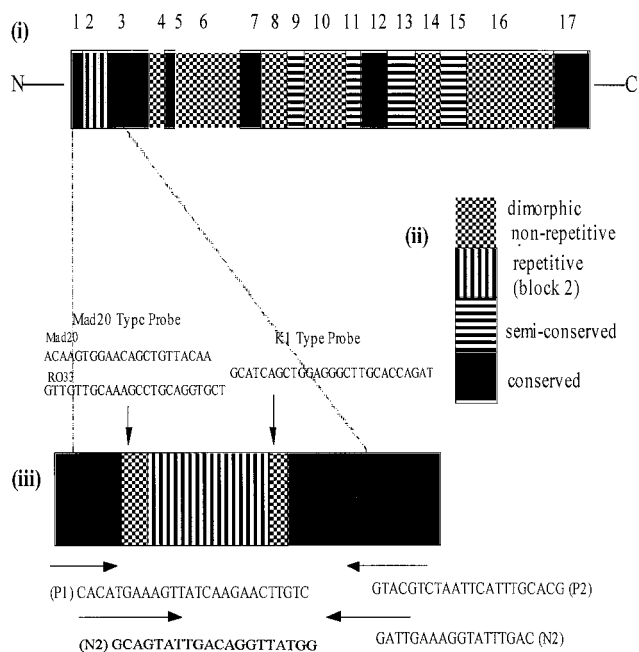 (i)
1 2 3 4 5 6 7 8 9 10 11 12 13 14 15 16 17
N C
(ii)
dimorphic
non-repetitive
repetitive
(block 2)
semi-conserved
conserved
Mad20 Type Probe
Mad20
ACAAGTGGAACAGCTGTTACAA
RO33
GTTGTTGCAAAGCCTGCAGGTGCT
K1 Type Probe
GCATCAGCTGGAGGGCTTGCACCAGAT
(iii)
(P1) CACATGAAAGTTATCAAGAACTTGTC
GTACGTCTAATTCATTTGCACG (P2)
(N2) GCAGTATTGACAGGTTATGG
GATTGAAAGGTATTTGAC (N2)